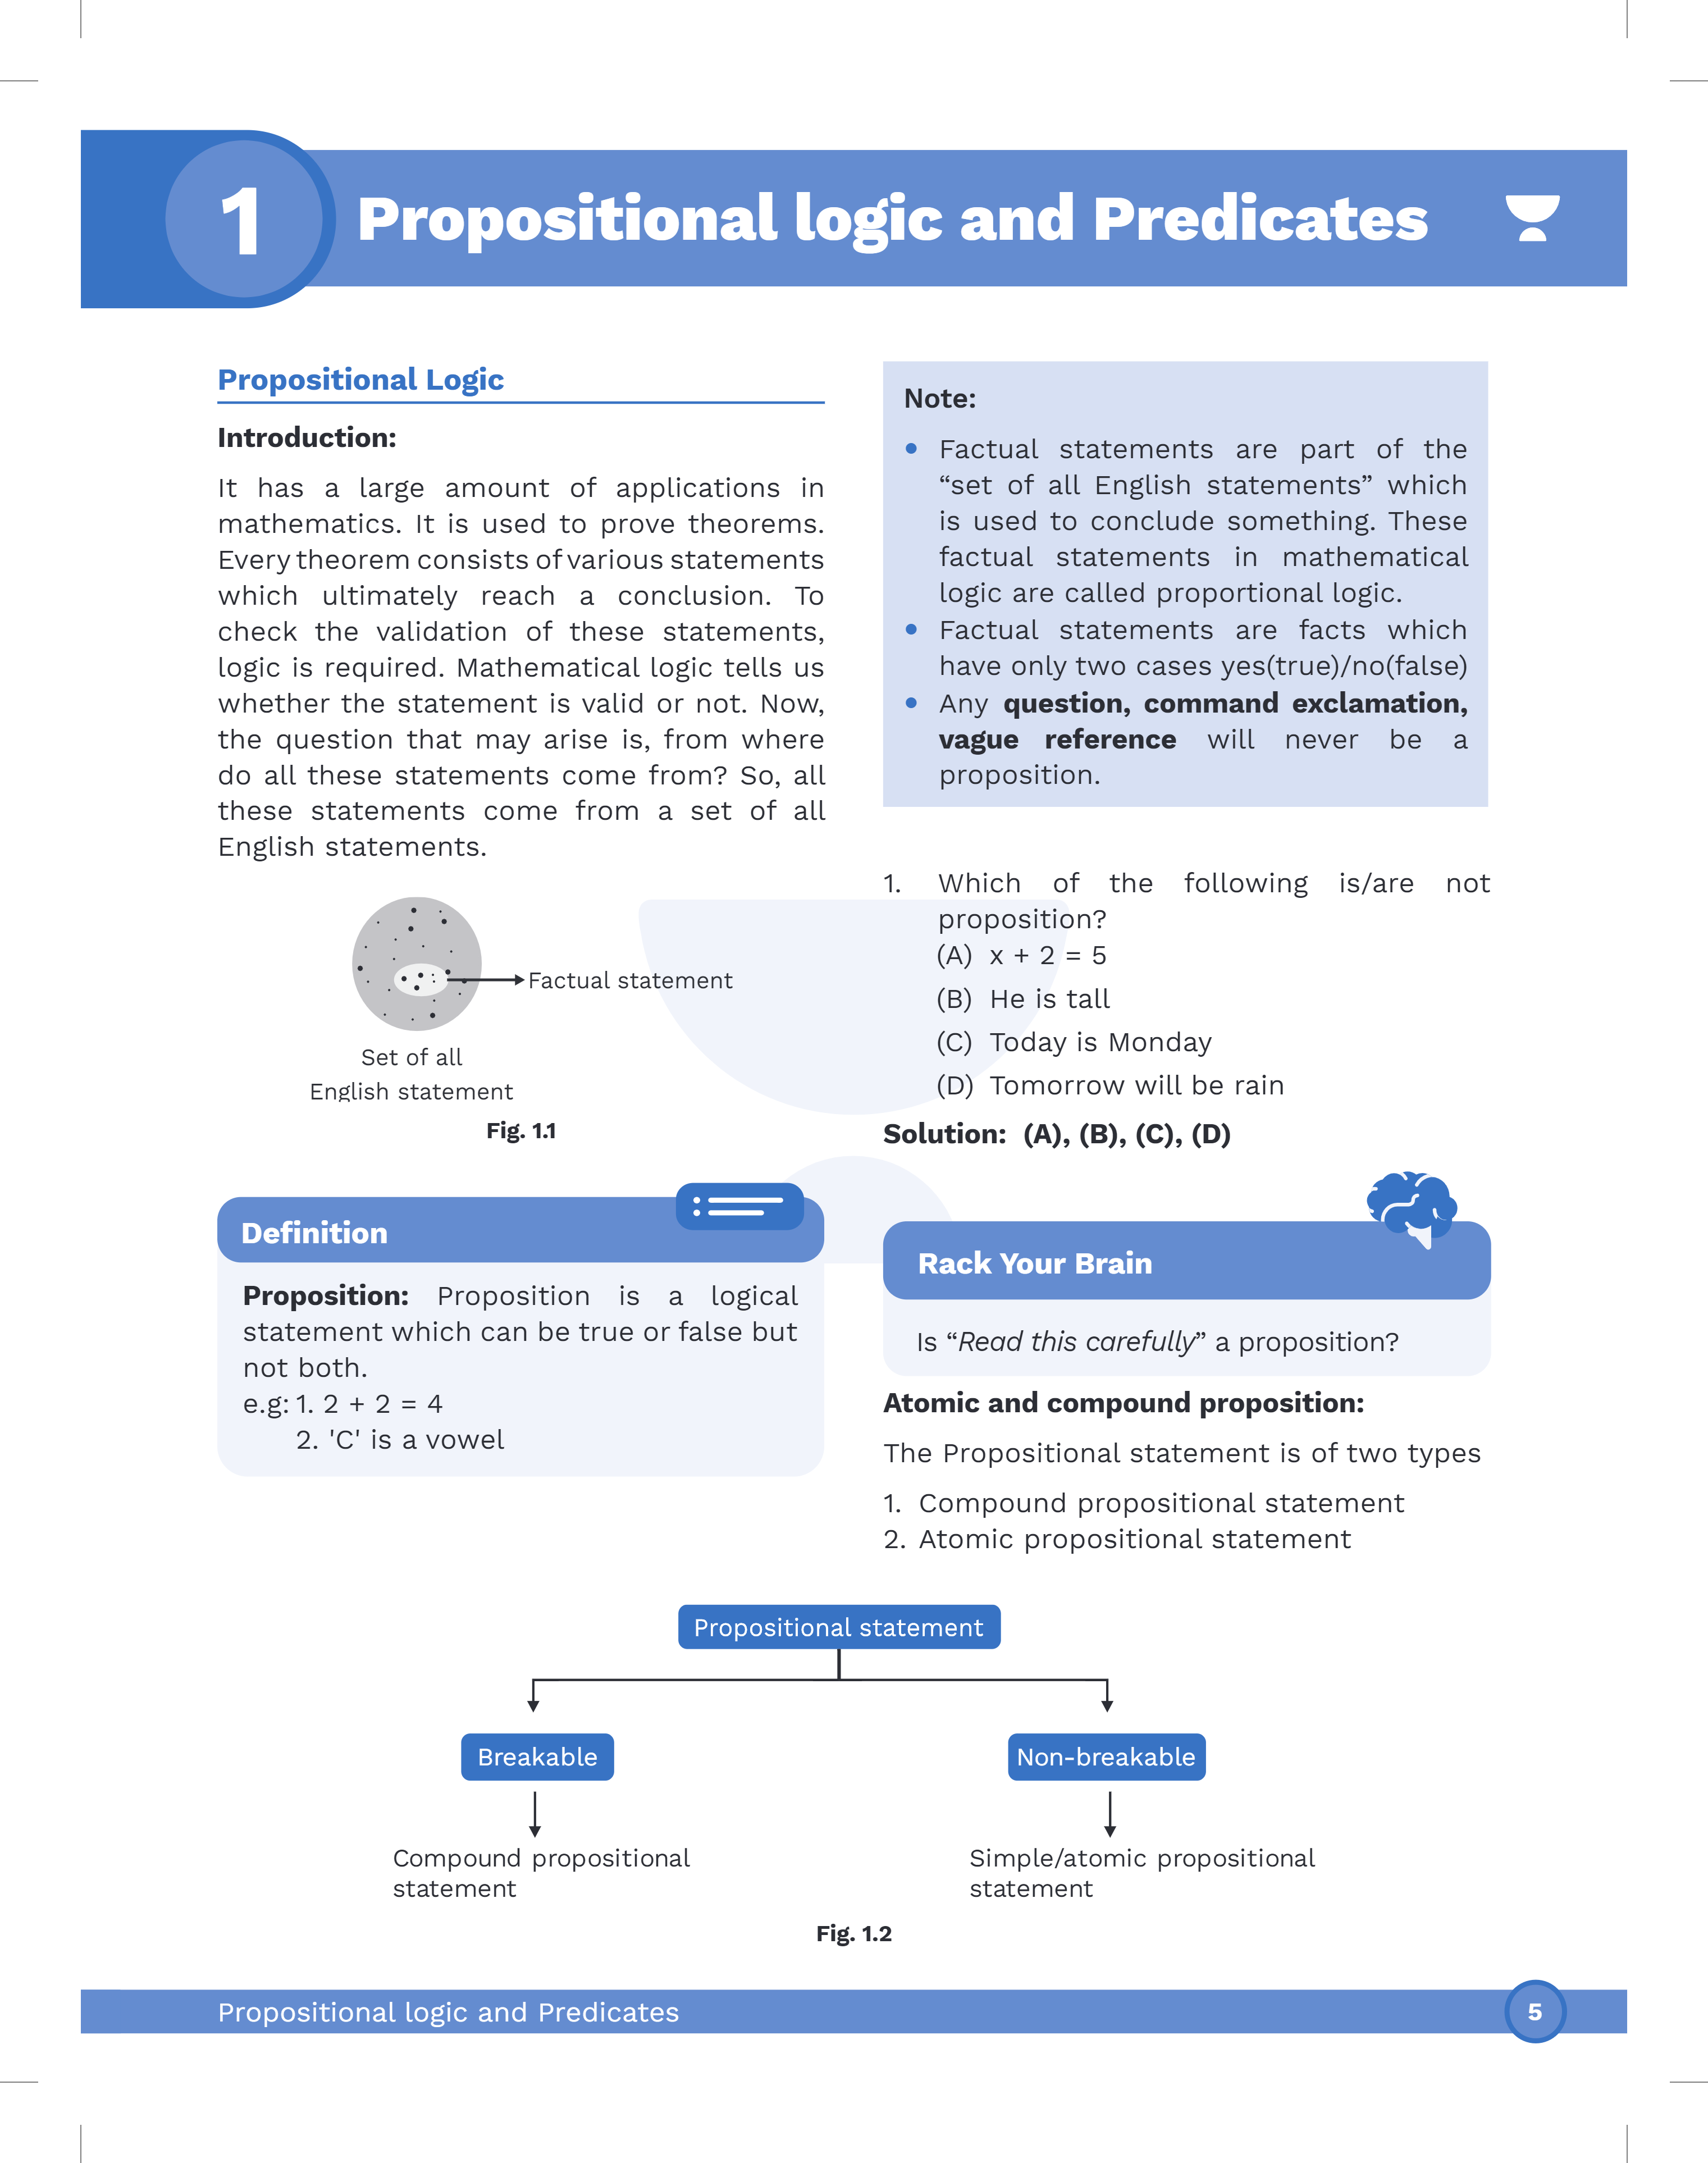 1
Propositional logic and Predicates
Propositional Logic
Introduction:
It has a large amount of applications in
mathematics. It is used to prove theorems.
Every theorem consists of various statements
which ultimately reach a conclusion. To
check the validation of these statements,
logic is required. Mathematical logic tells us
whether the statement is valid or not. Now,
the question that may arise is, from where
do all these statements come from? So, all
these statements come from a set of all
English statements.
Factual statement
Set of all
English statement
Fig. 1.1
Definition
Proposition: Proposition is a logical
statement which can be true or false but
not both.
e.g: 1. 2 + 2 = 4
2. 'C' is a vowel
Note:
• Factual statements are part of the
“set of all English statements” which
is used to conclude something. These
factual statements in mathematical
logic are called proportional logic.
• Factual statements are facts which
have only two cases yes(true)/no(false)
• Any question, command exclamation,
vague reference will never be a
proposition.
1. Which of the following is/are not
proposition?
(A) x + 2 = 5
(B) He is tall
(C) Today is Monday
(D) Tomorrow will be rain
Solution: (A), (B), (C), (D)
Rack Your Brain
Is “Read this carefully” a proposition?
Atomic and compound proposition:
The Propositional statement is of two types
1. Compound propositional statement
2. Atomic propositional statement
Propositional statement
Breakable
Non-breakable
Compound propositional
statement
Simple/atomic propositional
statement
Fig. 1.2
Propositional logic and Predicates
5